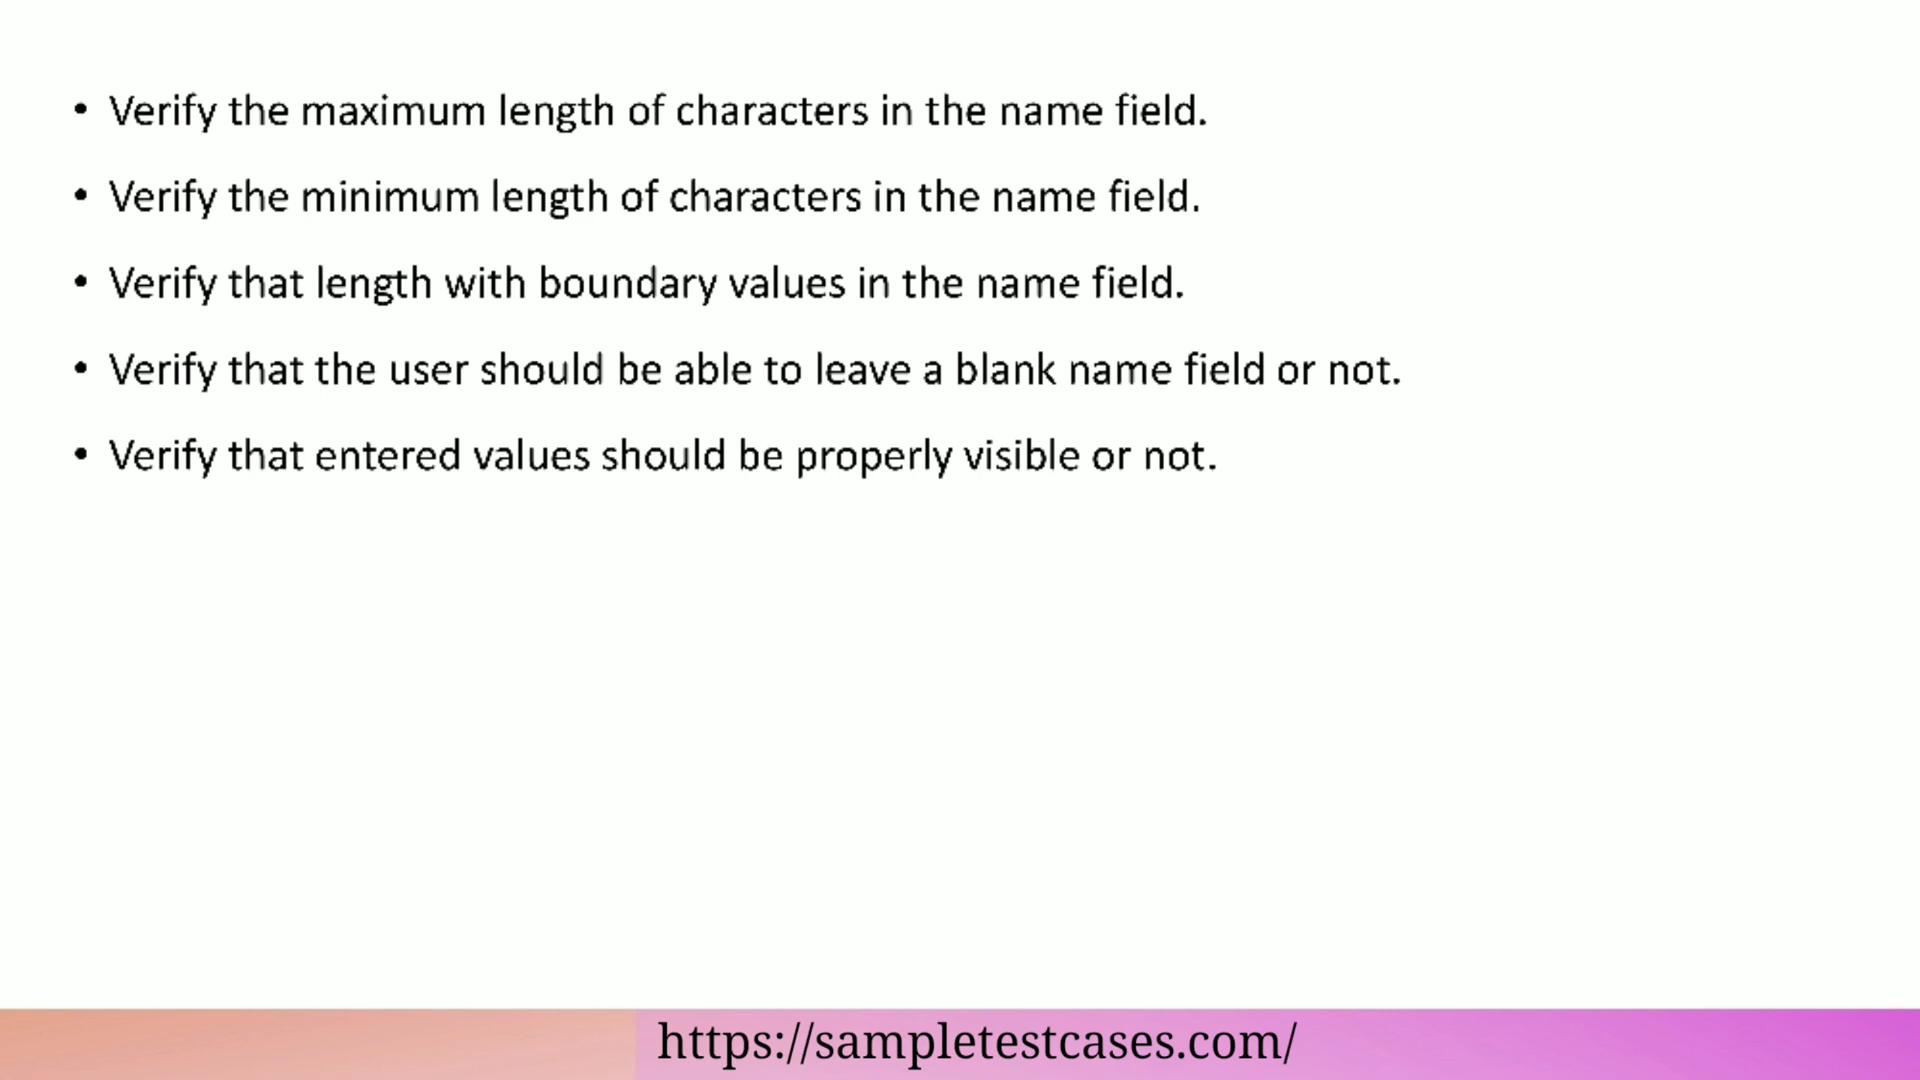 • Verify the maximum length of characters in the name field.
• Verify the minimum length of characters in the name field.
• Verify that length with boundary values in the name field.
• Verify that the user should be able to leave a blank name field or not.
• Verify that entered values should be properly visible or not.
https://sampletestcases.com/